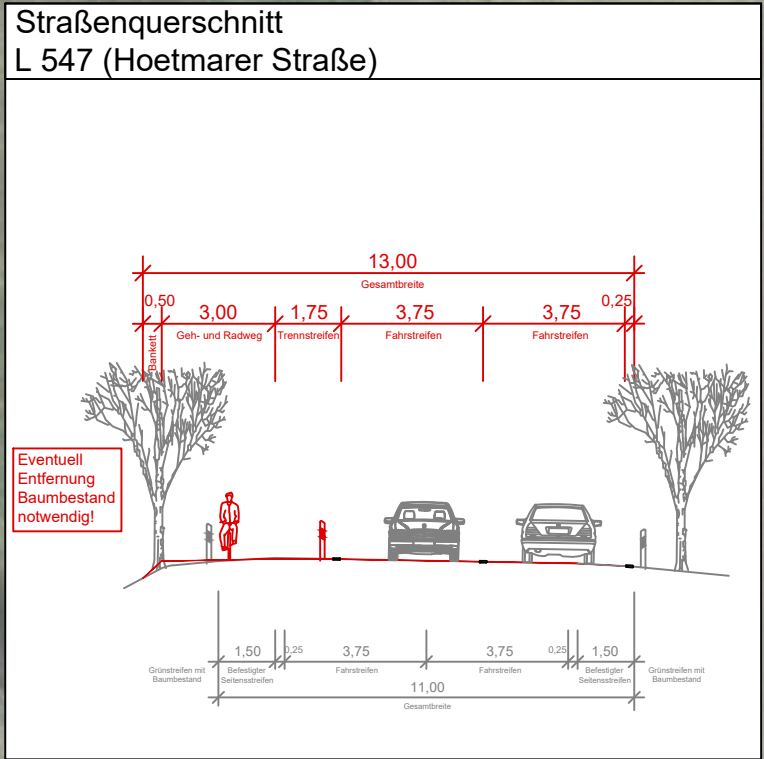 Straßenquerschnitt
L 547 (Hoetmarer Straße)
13,00
Gesamtbreite
0,50 3,00 1,75 3,75 3,75 0,25
Bankett Geh- und Radweg Trennstreifen Fahrstreifen Fahrstreifen
Eventuell
Entfernung
Baumbestand
notwendig!
1,50 0,25 3,75 3,75 0,25 1,50
Grünstreifen mit Befestigter Fahrstreifen Fahrstreifen Befestigter Grünstreifen mit
Baumbestand Seitensstreifen Seitensstreifen Baumbestand
11,00
Gesamtbreite